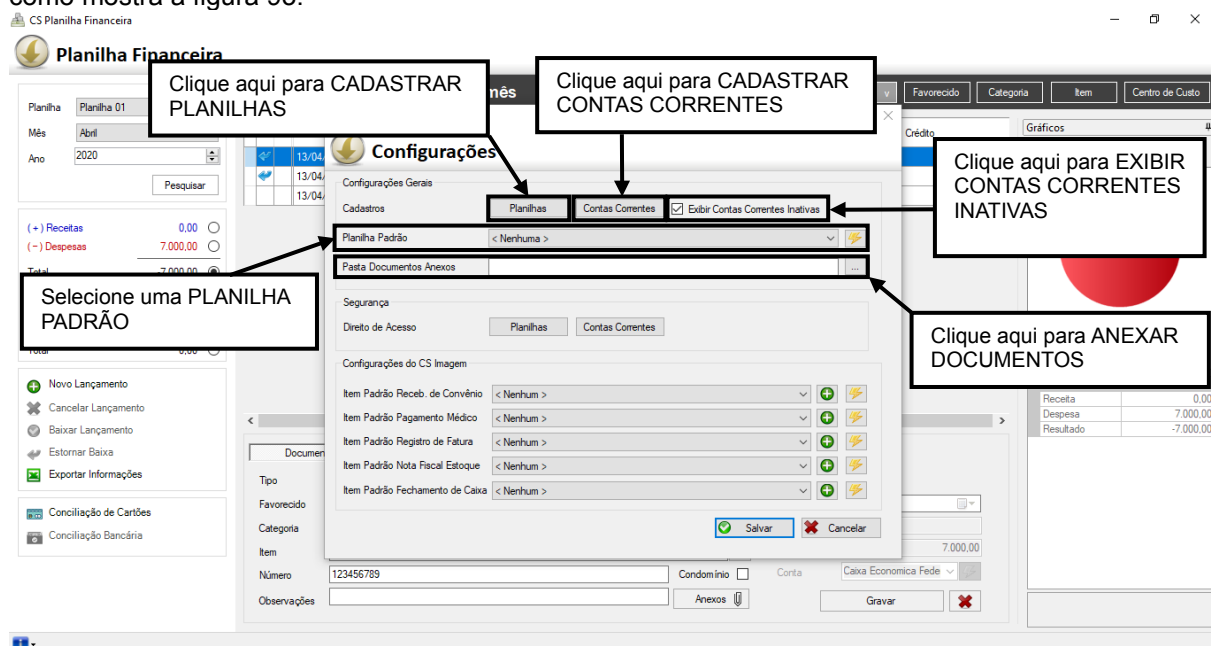 como mostra a figura 98.
CS Planilha Financeira
Planilha Financeira
Clique aqui para CADASTRAR
PLANILHAS
mês
Clique aqui para CADASTRAR
CONTAS CORRENTES
Favorecido Categoria Item Centro de Custo
Planilha Planilha 01
Mês Abril
Ano 2020
Pesquisar
13/04/
13/04/
13/04/
Crédito
Gráficos
Clique aqui para EXIBIR
CONTAS CORRENTES
INATIVAS
Configurações
Configurações Gerais
Cadastros Planilhas Contas Correntes Exibir Contas Correntes Inativas
Planilha Padrão < Nenhuma >
Pasta Documentos Anexos ...
(+) Receitas 0,00
(-) Despesas 7.000,00
Total -7.000,00
Selecione uma PLANILHA
PADRÃO
Total 0,00
Segurança
Direito de Acesso Planilhas Contas Correntes
Clique aqui para ANEXAR
DOCUMENTOS
Configurações do CS Imagem
Item Padrão Receb. de Convênio < Nenhum >
Item Padrão Pagamento Médico < Nenhum >
Item Padrão Registro de Fatura < Nenhum >
Item Padrão Nota Fiscal Estoque < Nenhum >
Item Padrão Fechamento de Caixa < Nenhum >
Salvar Cancelar
Novo Lançamento
Cancelar Lançamento
Baixar Lançamento
Estornar Baixa
Exportar Informações
Conciliação de Cartões
Conciliação Bancária
Receita 0,00
Despesa 7.000,00
Resultado -7.000,00
Documen
Tipo
Favorecido
Categoria
Item 7.000,00
Número 123456789 Condomínio Conta Caixa Economica Fede
Observações Anexos Gravar